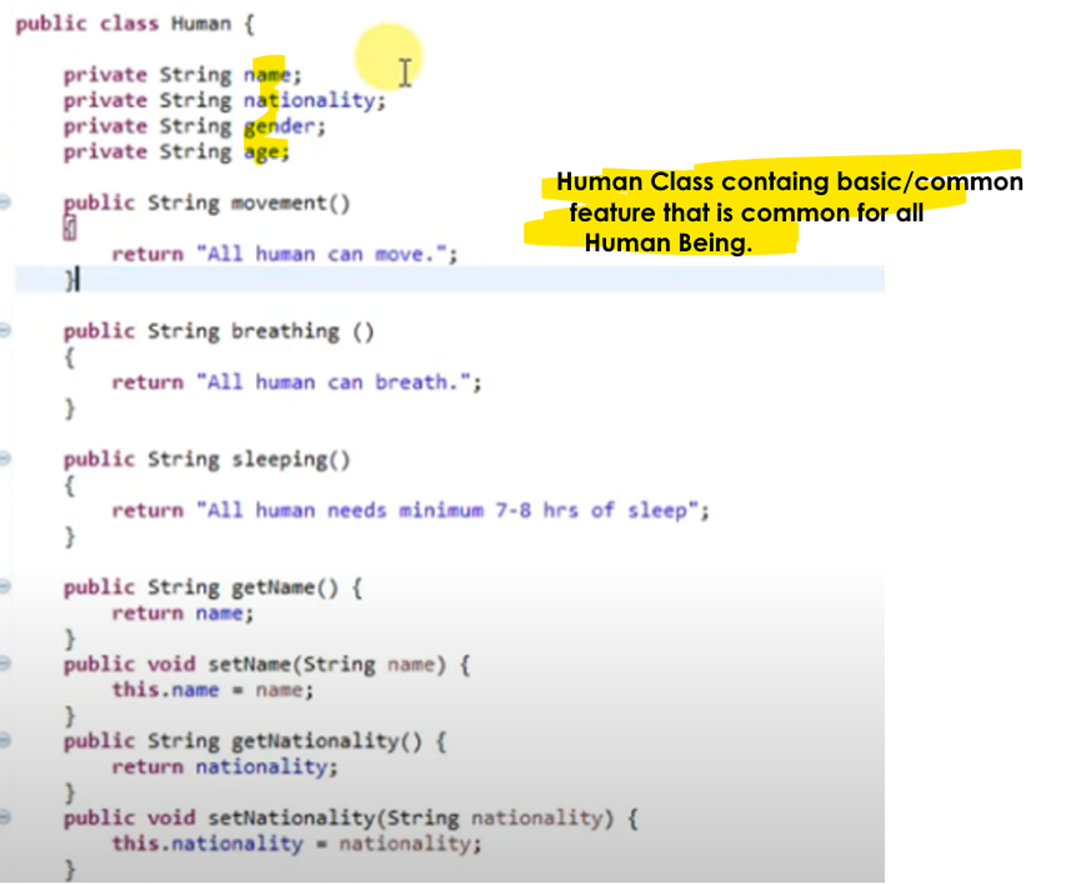 public class Human {
private String name;
private String nationality;
private String gender;
private String age;
public String movement()
{
return "All human can move.";
}
Human Class containg basic/common
feature that is common for all
Human Being.
public String breathing ()
{
return "All human can breath.";
}
public String sleeping()
{
return "All human needs minimum 7-8 hrs of sleep";
}
public String getName() {
return name;
}
public void setName(String name) {
this.name = name;
}
public String getNationality() {
return nationality;
}
public void setNationality(String nationality) {
this.nationality = nationality;
}